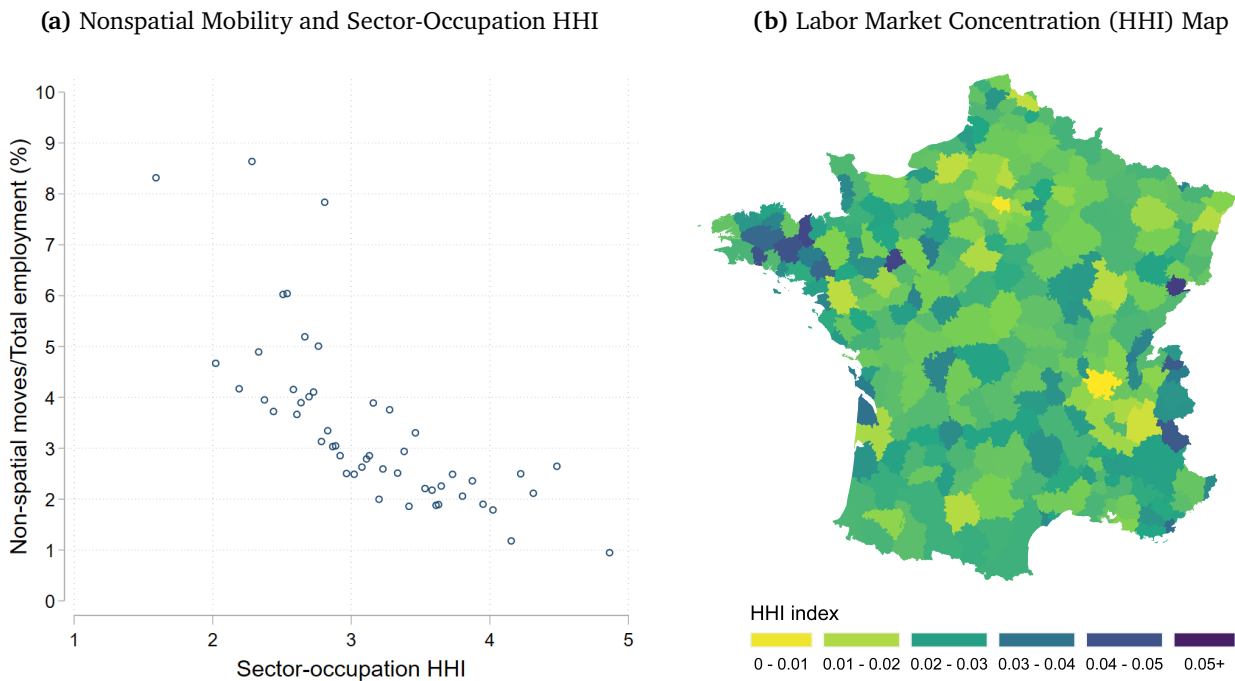 (a) Nonspatial Mobility and Sector-Occupation HHI
(b) Labor Market Concentration (HHI) Map
Non-spatial moves/Total employment (%)
10
9
8
7
6
5
4
3
2
1
0
1 2 3 4 5
Sector-occupation HHI
HHI index
0 - 0.01 0.01 - 0.02 0.02 - 0.03 0.03 - 0.04 0.04 - 0.05 0.05+